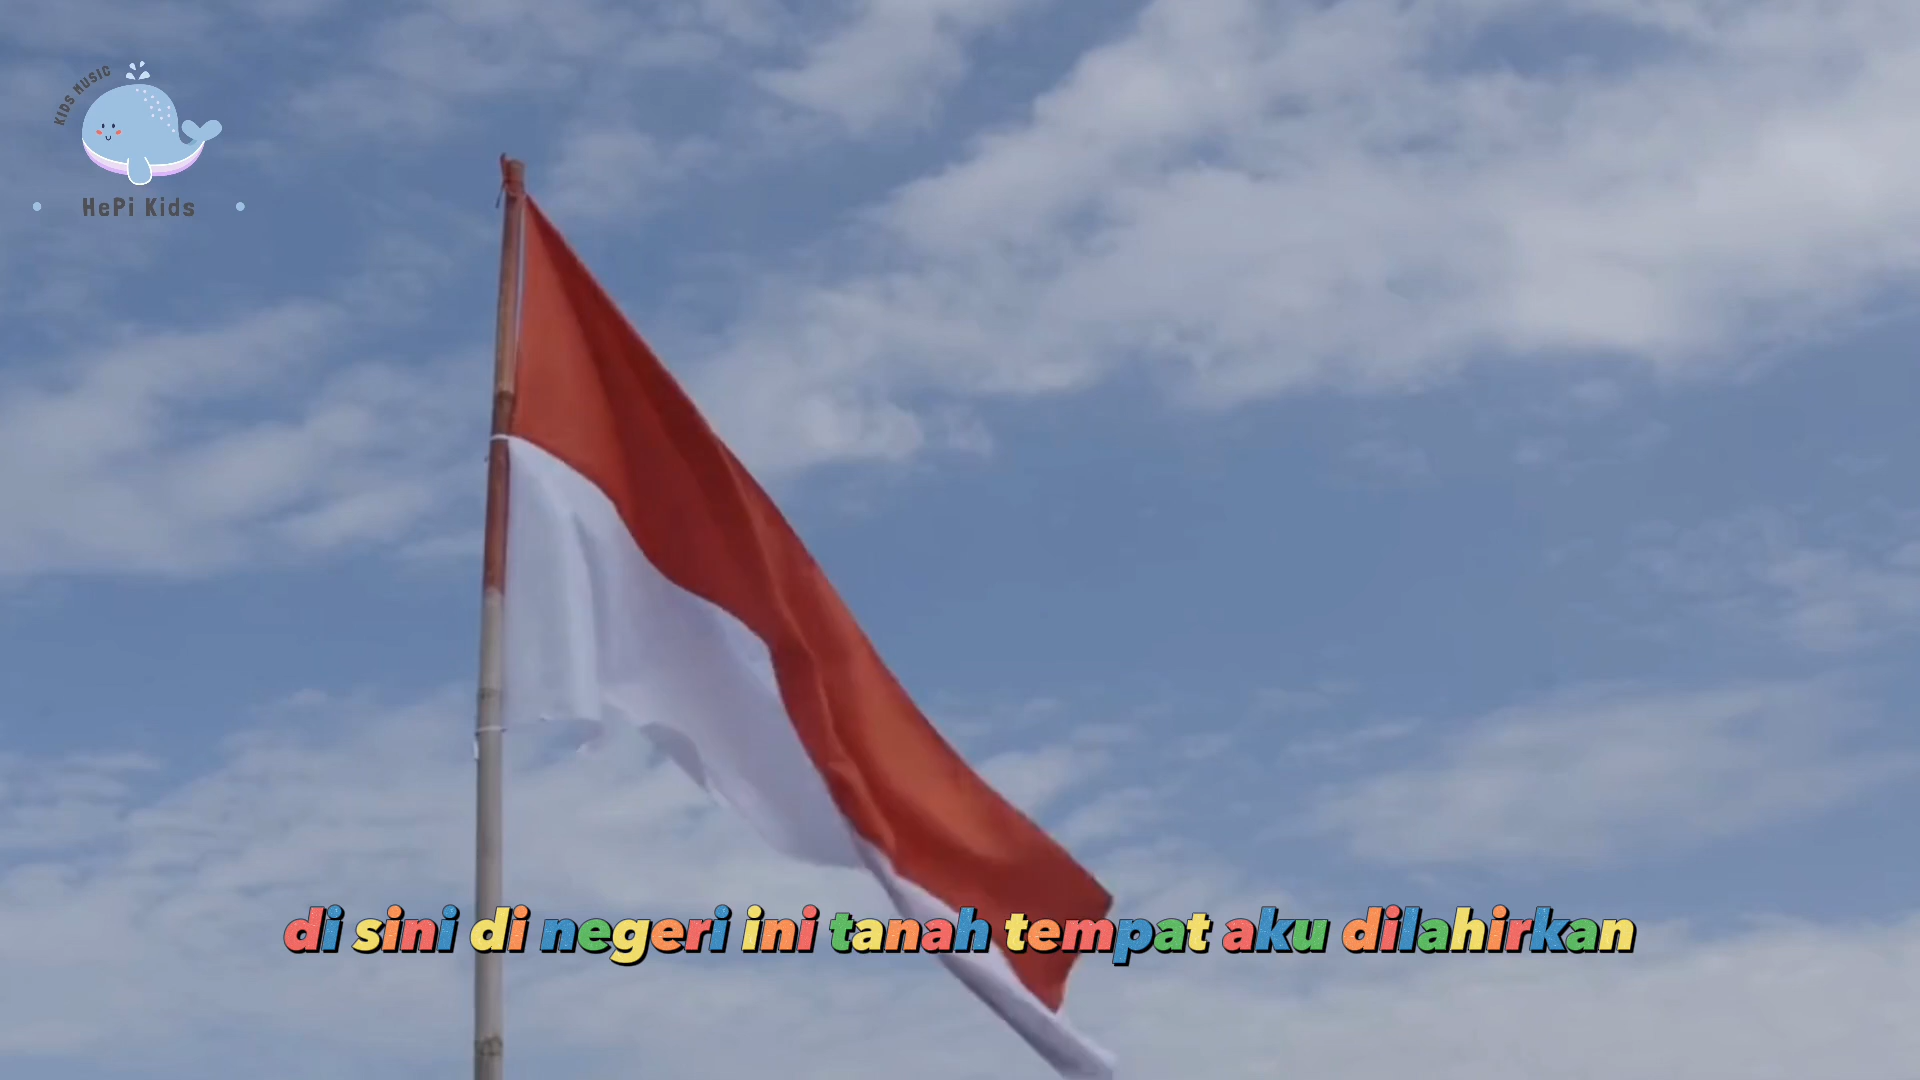 KIDS MUSIC
HePi Kids
di sini di negeri ini tanah tempat aku dilahirkan